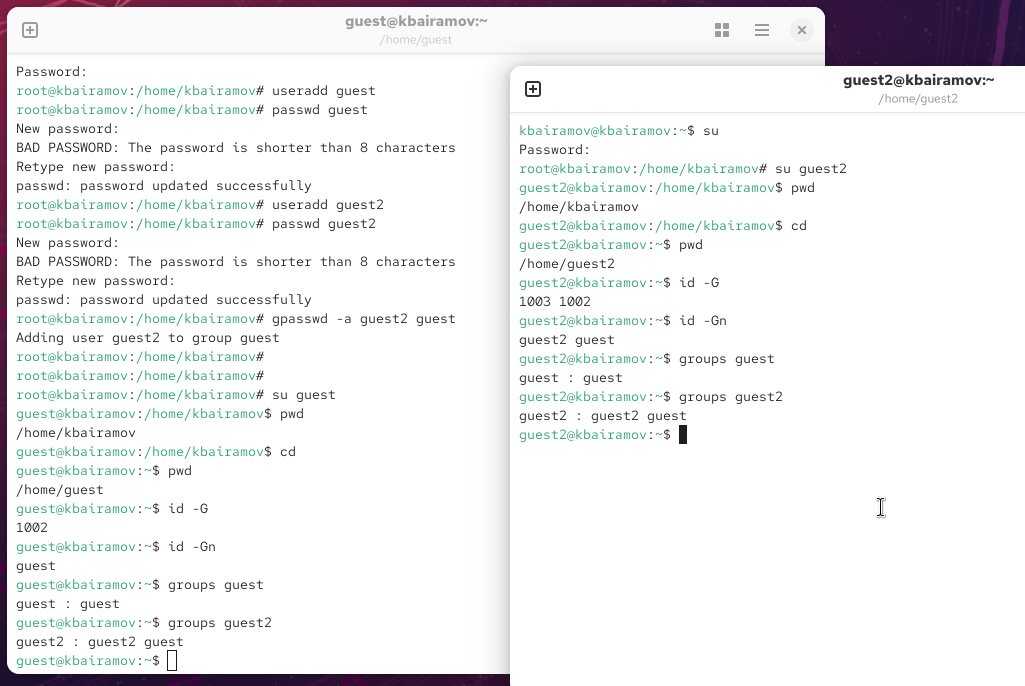 guest@kbairamov:~
/home/guest
Password:
root@kbairamov:/home/kbairamov# useradd guest
root@kbairamov:/home/kbairamov# passwd guest
New password:
BAD PASSWORD: The password is shorter than 8 characters
Retype new password:
passwd: password updated successfully
root@kbairamov:/home/kbairamov# useradd guest2
root@kbairamov:/home/kbairamov# passwd guest2
New password:
BAD PASSWORD: The password is shorter than 8 characters
Retype new password:
passwd: password updated successfully
root@kbairamov:/home/kbairamov# gpasswd -a guest2 guest
Adding user guest2 to group guest
root@kbairamov:/home/kbairamov#
root@kbairamov:/home/kbairamov#
root@kbairamov:/home/kbairamov# su guest
guest@kbairamov:/home/kbairamov$ pwd
/home/kbairamov
guest@kbairamov:/home/kbairamov$ cd
guest@kbairamov:~$ pwd
/home/guest
guest@kbairamov:~$ id -G
1002
guest@kbairamov:~$ id -Gn
guest
guest@kbairamov:~$ groups guest
guest : guest
guest@kbairamov:~$ groups guest2
guest2 : guest2 guest
guest@kbairamov:~$
guest2@kbairamov:~
/home/guest2
kbairamov@kbairamov:~$ su
Password:
root@kbairamov:/home/kbairamov# su guest2
guest2@kbairamov:/home/kbairamov$ pwd
/home/kbairamov
guest2@kbairamov:/home/kbairamov$ cd
guest2@kbairamov:~$ pwd
/home/guest2
guest2@kbairamov:~$ id -G
1003 1002
guest2@kbairamov:~$ id -Gn
guest2 guest
guest2@kbairamov:~$ groups guest
guest : guest
guest2@kbairamov:~$ groups guest2
guest2 : guest2 guest
guest2@kbairamov:~$